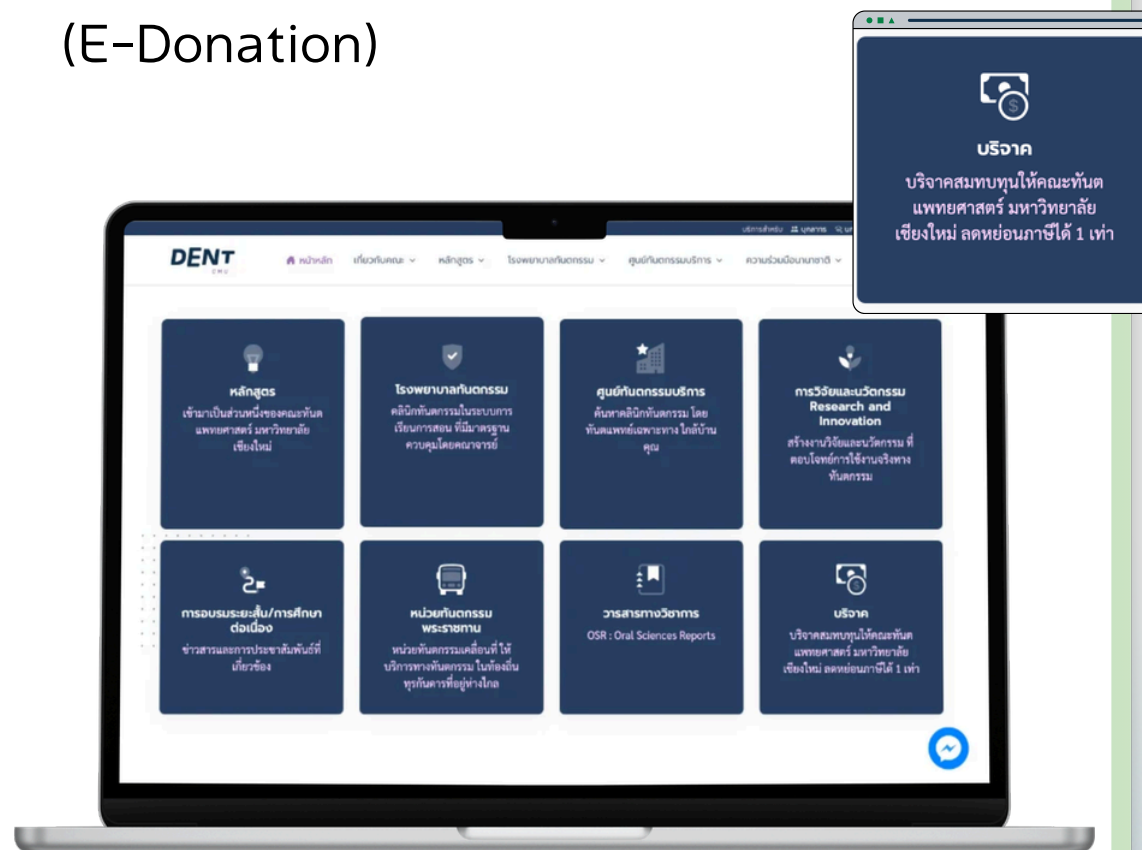 (E-Donation)
บริจาค
บริจาคสมทบทุนให้คณะทันต
แพทยศาสตร์ มหาวิทยาลัย
เชียงใหม่ ลดหย่อนภาษีได้ 1 เท่า
บริการสำหรับ บุคลากร
DENT
CMU
หน้าหลัก
เกี่ยวกับคณะ
หลักสูตร
โรงพยาบาลทันตกรรม
ศูนย์ทันตกรรมบริการ
ความร่วมมือนานาชาติ
หลักสูตร
เข้ามาเป็นส่วนหนึ่งของคณะทันต
แพทยศาสตร์ มหาวิทยาลัย
เชียงใหม่
โรงพยาบาลทันตกรรม
คลินิกทันตกรรมในระบบการ
เรียนการสอน ที่มีมาตรฐาน
ควบคุมโดยคณาจารย์
ศูนย์ทันตกรรมบริการ
ค้นหาคลินิกทันตกรรม โดย
ทันตแพทย์เฉพาะทาง ใกล้บ้าน
คุณ
การวิจัยและนวัตกรรม
Research and
Innovation
สร้างงานวิจัยและนวัตกรรม ที่
ตอบโจทย์การใช้งานจริงทาง
ทันตกรรม
การอบรมระยะสั้น/การศึกษา
ต่อเนื่อง
ข่าวสารและการประชาสัมพันธ์ที่
เกี่ยวข้อง
หน่วยทันตกรรม
พระราชทาน
หน่วยทันตกรรมเคลื่อนที่ ให้
บริการทางทันตกรรม ในท้องถิ่น
ทุรกันดารที่อยู่ห่างไกล
วารสารทางวิชาการ
OSR : Oral Sciences Reports
บริจาค
บริจาคสมทบทุนให้คณะทันต
แพทยศาสตร์ มหาวิทยาลัย
เชียงใหม่ ลดหย่อนภาษีได้ 1 เท่า